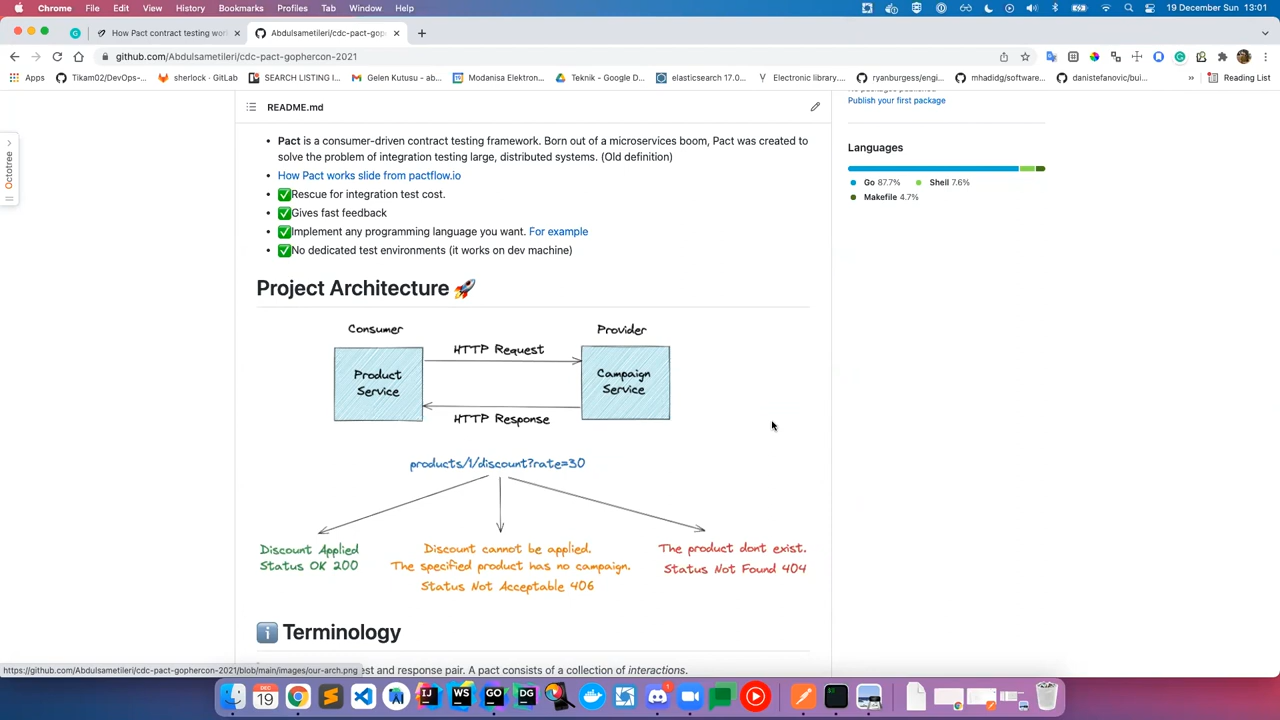 Chrome File Edit View History Bookmarks Profiles Tab Window Help
19 December Sun 13:01
How Pact contract testing wor
Abdulsametileri/cdc-pact-gop
github.com/Abdulsametileri/cdc-pact-gophercon-2021
Apps
Tikam02/DevOps-...
sherlock · GitLab
SEARCH LISTING I...
Gelen Kutusu - ab...
Modanisa Elektron...
Teknik - Google D...
elasticsearch 17.0...
Electronic library....
ryanburgess/engi...
mhadidg/software...
danistefanovic/bui...
»
Reading List
Octotree
README.md
Publish your first package
Pact is a consumer-driven contract testing framework. Born out of a microservices boom, Pact was created to
solve the problem of integration testing large, distributed systems. (Old definition)
How Pact works slide from pactflow.io
✅Rescue for integration test cost.
✅Gives fast feedback
✅Implement any programming language you want. For example
✅No dedicated test environments (it works on dev machine)
Languages
Go 87.7%
Shell 7.6%
Makefile 4.7%
Project Architecture 🚀
Consumer
Provider
Product
Service
HTTP Request
HTTP Response
Campaign
Service
products/1/discount?rate=30
Discount Applied
Status OK 200
Discount cannot be applied.
The specified product has no campaign.
Status Not Acceptable 406
The product dont exist.
Status Not Found 404
ℹ️ Terminology
est and response pair. A pact consists of a collection of interactions.
https://github.com/Abdulsametileri/cdc-pact-gophercon-2021/blob/main/images/our-arch.png
DEC
19
IJ
WS
GO
DG
1